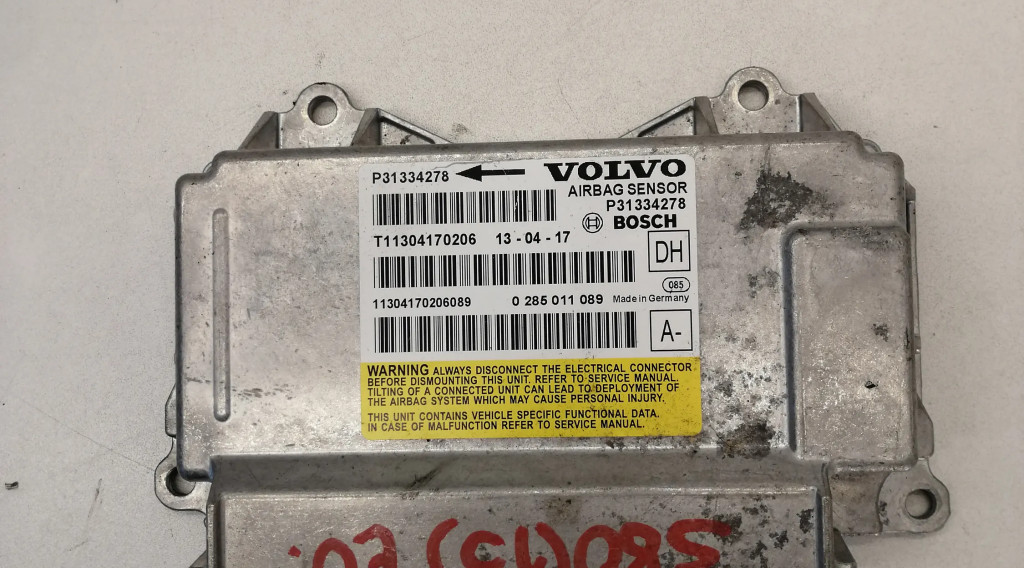 P31334278 VOLVO
AIRBAG SENSOR
P31334278
BOSCH
T11304170206 13 - 04 - 17
DH
085
11304170206089 0 285 011 089 Made in Germany
A-
WARNING ALWAYS DISCONNECT THE ELECTRICAL CONNECTOR
BEFORE DISMOUNTING THIS UNIT. REFER TO SERVICE MANUAL.
TILTING OF A CONNECTED UNIT CAN LEAD TO DEPLOYMENT OF
THE AIRBAG SYSTEM WHICH MAY CAUSE PERSONAL INJURY.
THIS UNIT CONTAINS VEHICLE SPECIFIC FUNCTIONAL DATA.
IN CASE OF MALFUNCTION REFER TO SERVICE MANUAL.